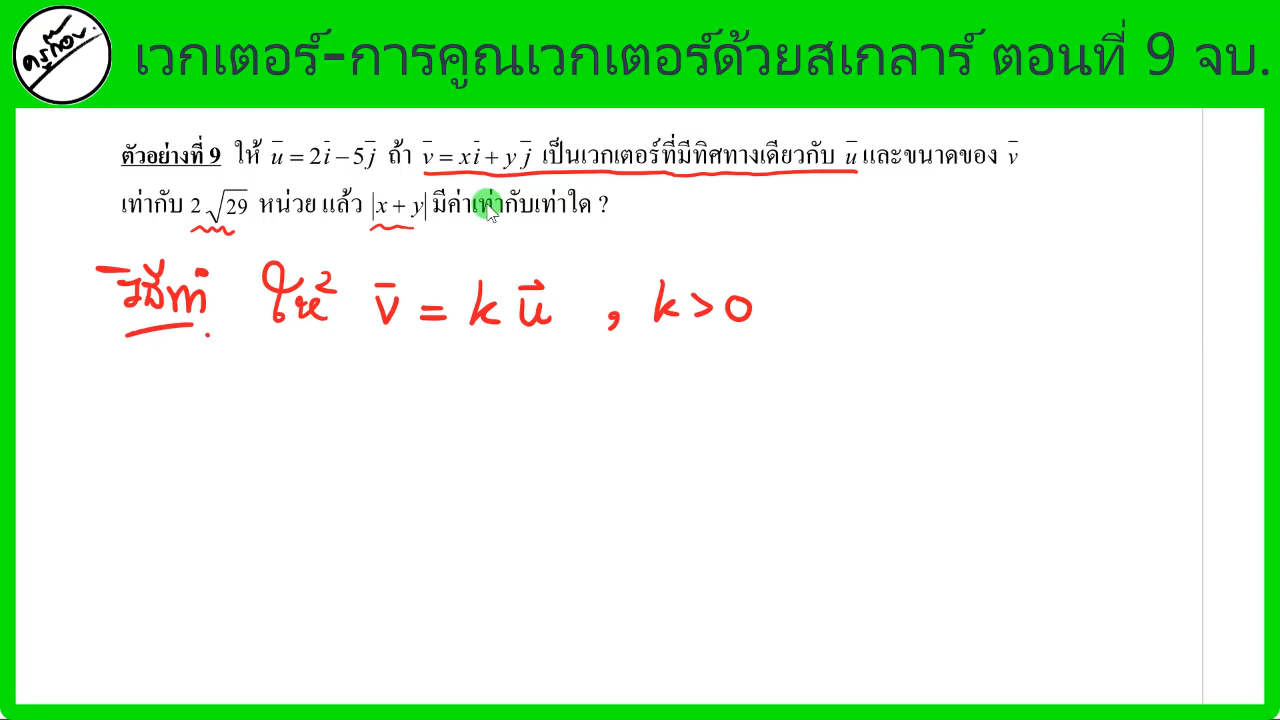 ครูก๊อบ.
เวกเตอร์-การคูณเวกเตอร์ด้วยสเกลาร์ ตอนที่ 9 จบ.
ตัวอย่างที่ 9 ให้ u̅ = 2i̅ − 5j̅ ถ้า v̅ = xi̅ + yj̅ เป็นเวกเตอร์ที่มีทิศทางเดียวกับ u̅ และขนาดของ v̅
เท่ากับ 2√29 หน่วย แล้ว |x + y| มีค่าเท่ากับเท่าใด ?
วิธีทำ ให้ v̅ = k u⃗ , k > 0